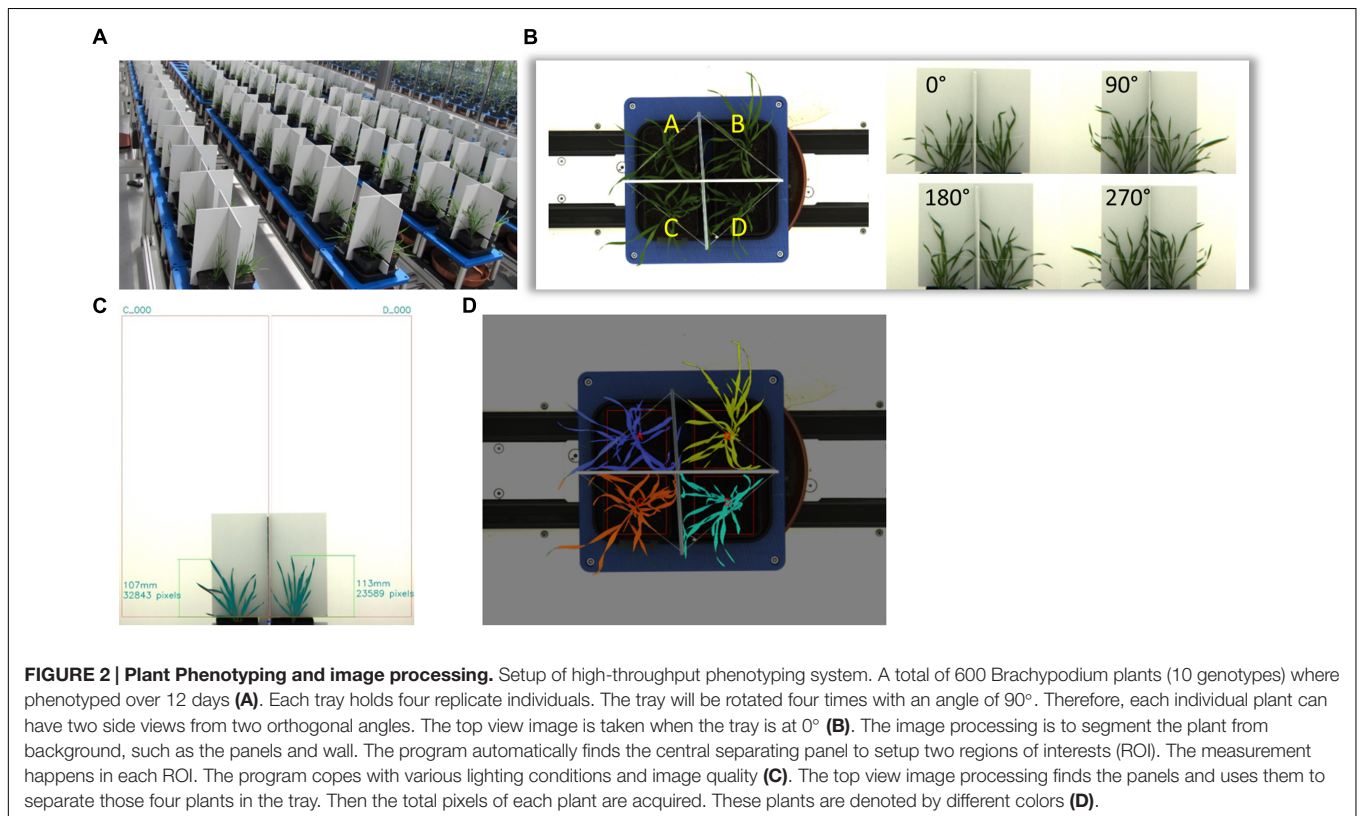 A
B
A B
C D
0° 90°
180° 270°
C
C_000 D_000
107mm
32843 pixels
113mm
23589 pixels
D
FIGURE 2 | Plant Phenotyping and image processing. Setup of high-throughput phenotyping system. A total of 600 Brachypodium plants (10 genotypes) where
phenotyped over 12 days (A). Each tray holds four replicate individuals. The tray will be rotated four times with an angle of 90°. Therefore, each individual plant can
have two side views from two orthogonal angles. The top view image is taken when the tray is at 0° (B). The image processing is to segment the plant from
background, such as the panels and wall. The program automatically finds the central separating panel to setup two regions of interests (ROI). The measurement
happens in each ROI. The program copes with various lighting conditions and image quality (C). The top view image processing finds the panels and uses them to
separate those four plants in the tray. Then the total pixels of each plant are acquired. These plants are denoted by different colors (D).